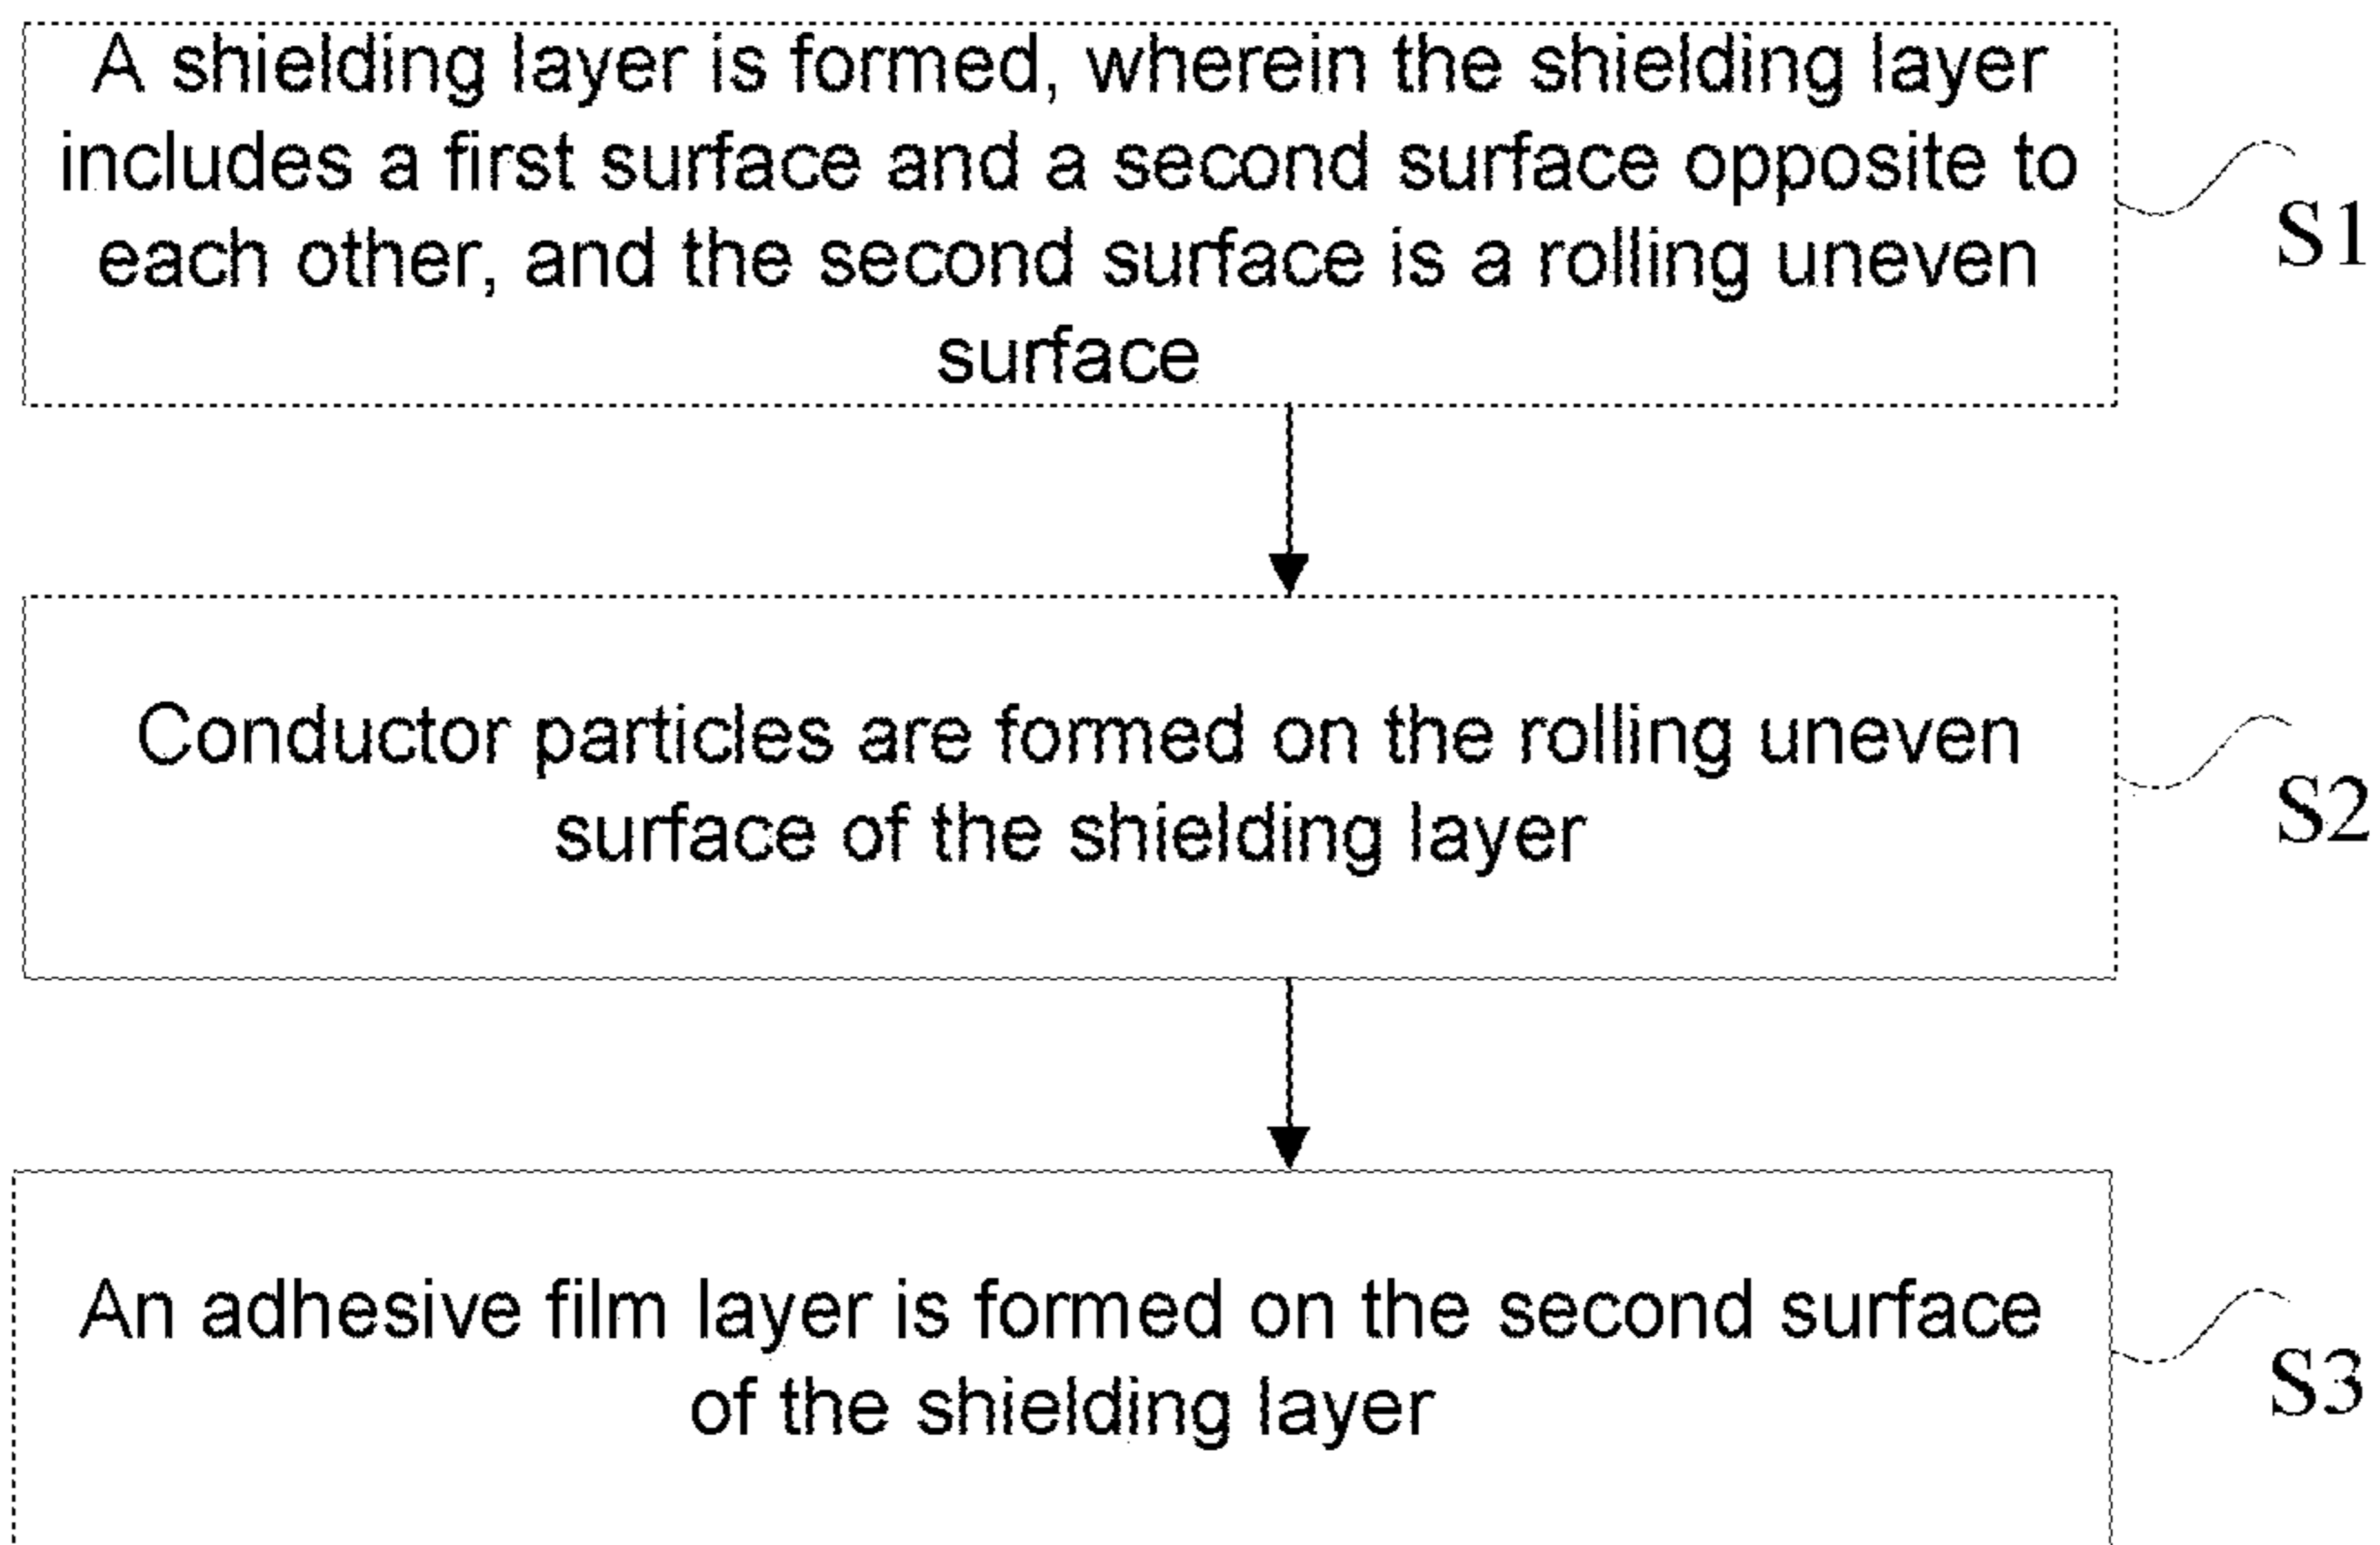 A shielding layer is formed, wherein the shielding layer
includes a first surface and a second surface opposite to
each other, and the second surface is a rolling uneven
surface
S1
Conductor particles are formed on the rolling uneven
surface of the shielding layer
S2
An adhesive film layer is formed on the second surface
of the shielding layer
S3